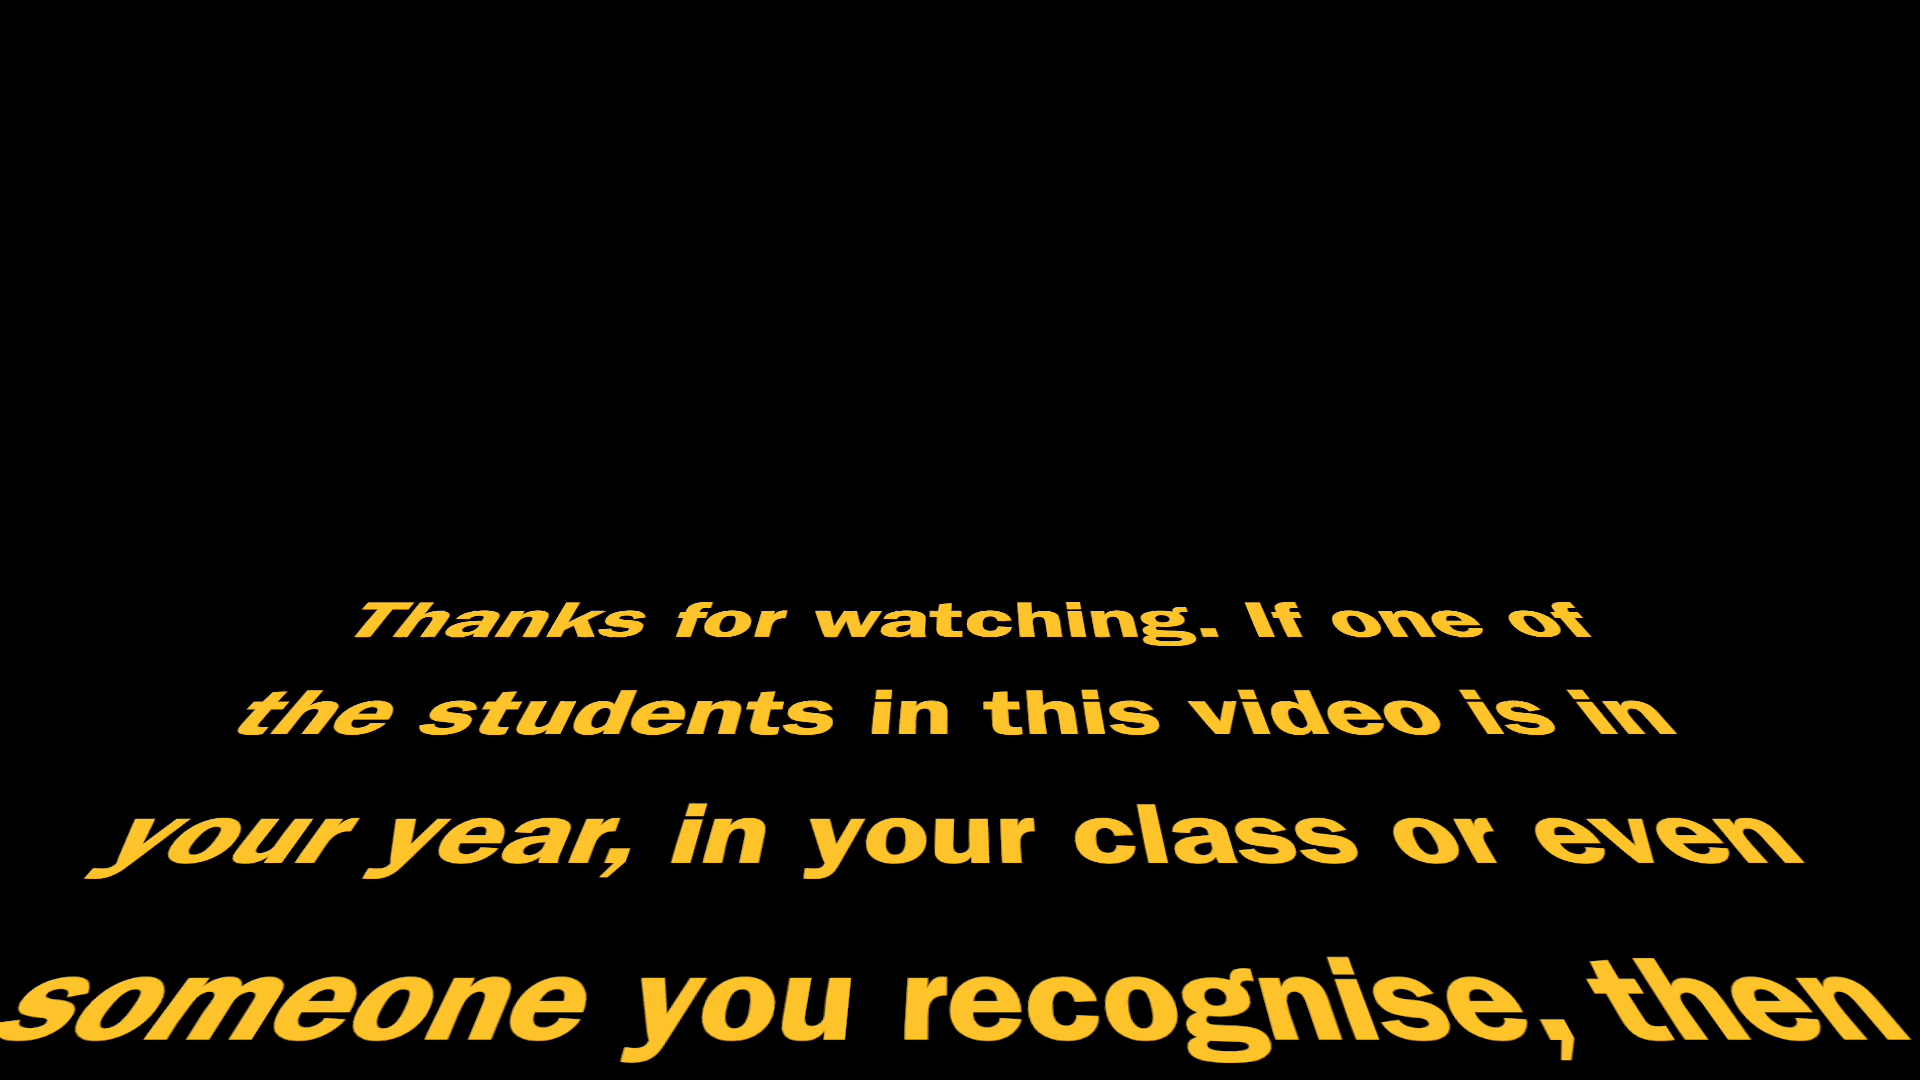 Thanks for watching. If one of
the students in this video is in
your year, in your class or even
someone you recognise, then